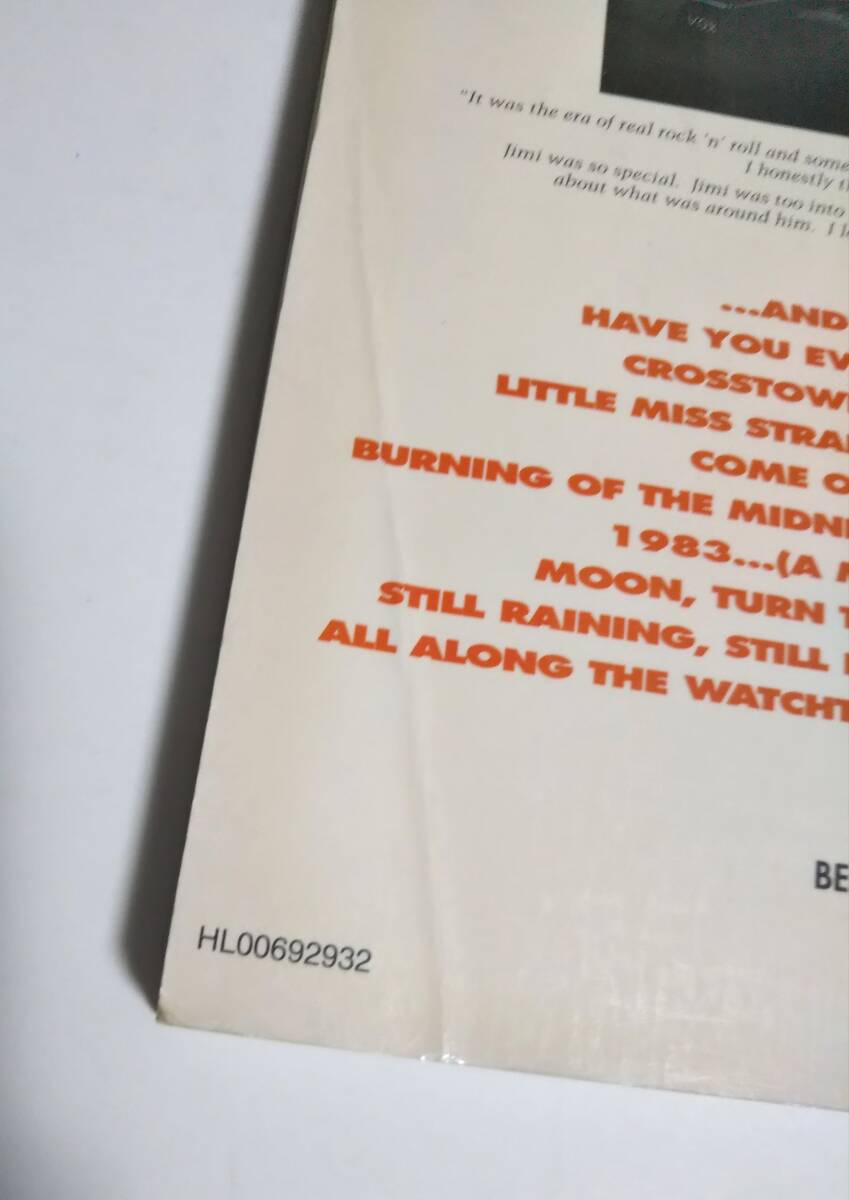 VOX
"It was the era of real rock 'n' roll and some
I honestly t
Jimi was so special. Jimi was too into
about what was around him. I l
...AND
HAVE YOU EV
CROSSTOW
LITTLE MISS STRA
COME O
BURNING OF THE MIDN
1983...(A
MOON, TURN T
STILL RAINING, STILL
ALL ALONG THE WATCHT
BE
HL00692932